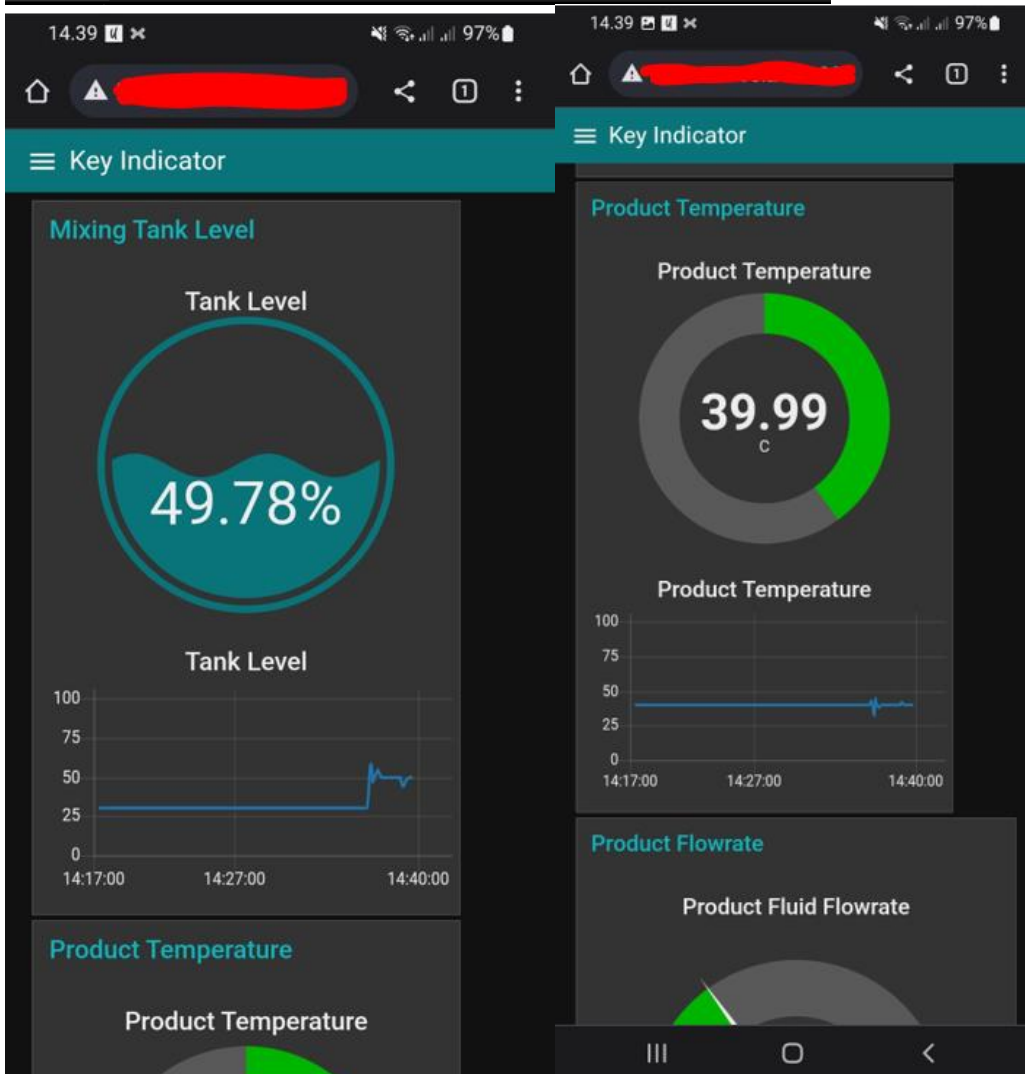 14.39
97%
Key Indicator
Mixing Tank Level
Tank Level
49.78%
Tank Level
100
75
50
25
0
14:17:00 14:27:00 14:40:00
Product Temperature
Product Temperature
14.39
97%
1
Key Indicator
Product Temperature
Product Temperature
39.99
C
Product Temperature
100
75
50
25
0
14:17:00 14:27:00 14:40:00
Product Flowrate
Product Fluid Flowrate